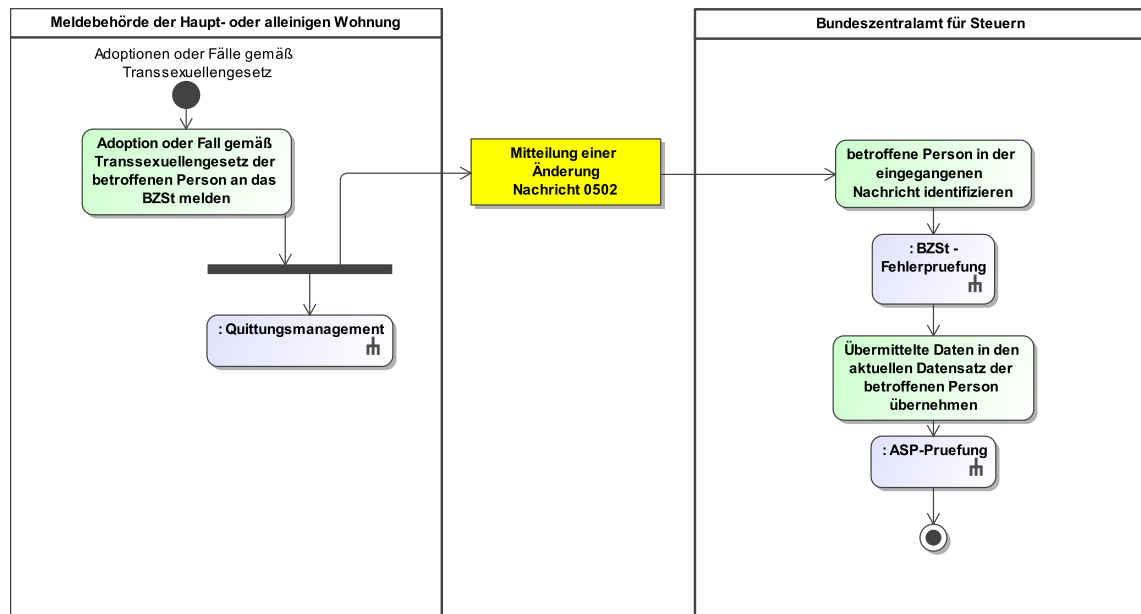 Meldebehörde der Haupt- oder alleinigen Wohnung
Adoptionen oder Fälle gemäß
Transsexuellengesetz
Adoption oder Fall gemäß
Transsexuellengesetz der
betroffenen Person an das
BZSt melden
: Quittungsmanagement
Mitteilung einer
Änderung
Nachricht 0502
Bundeszentralamt für Steuern
betroffene Person in der
eingegangenen
Nachricht identifizieren
: BZSt -
Fehlerpruefung
Übermittelte Daten in den
aktuellen Datensatz der
betroffenen Person
übernehmen
: ASP-Pruefung